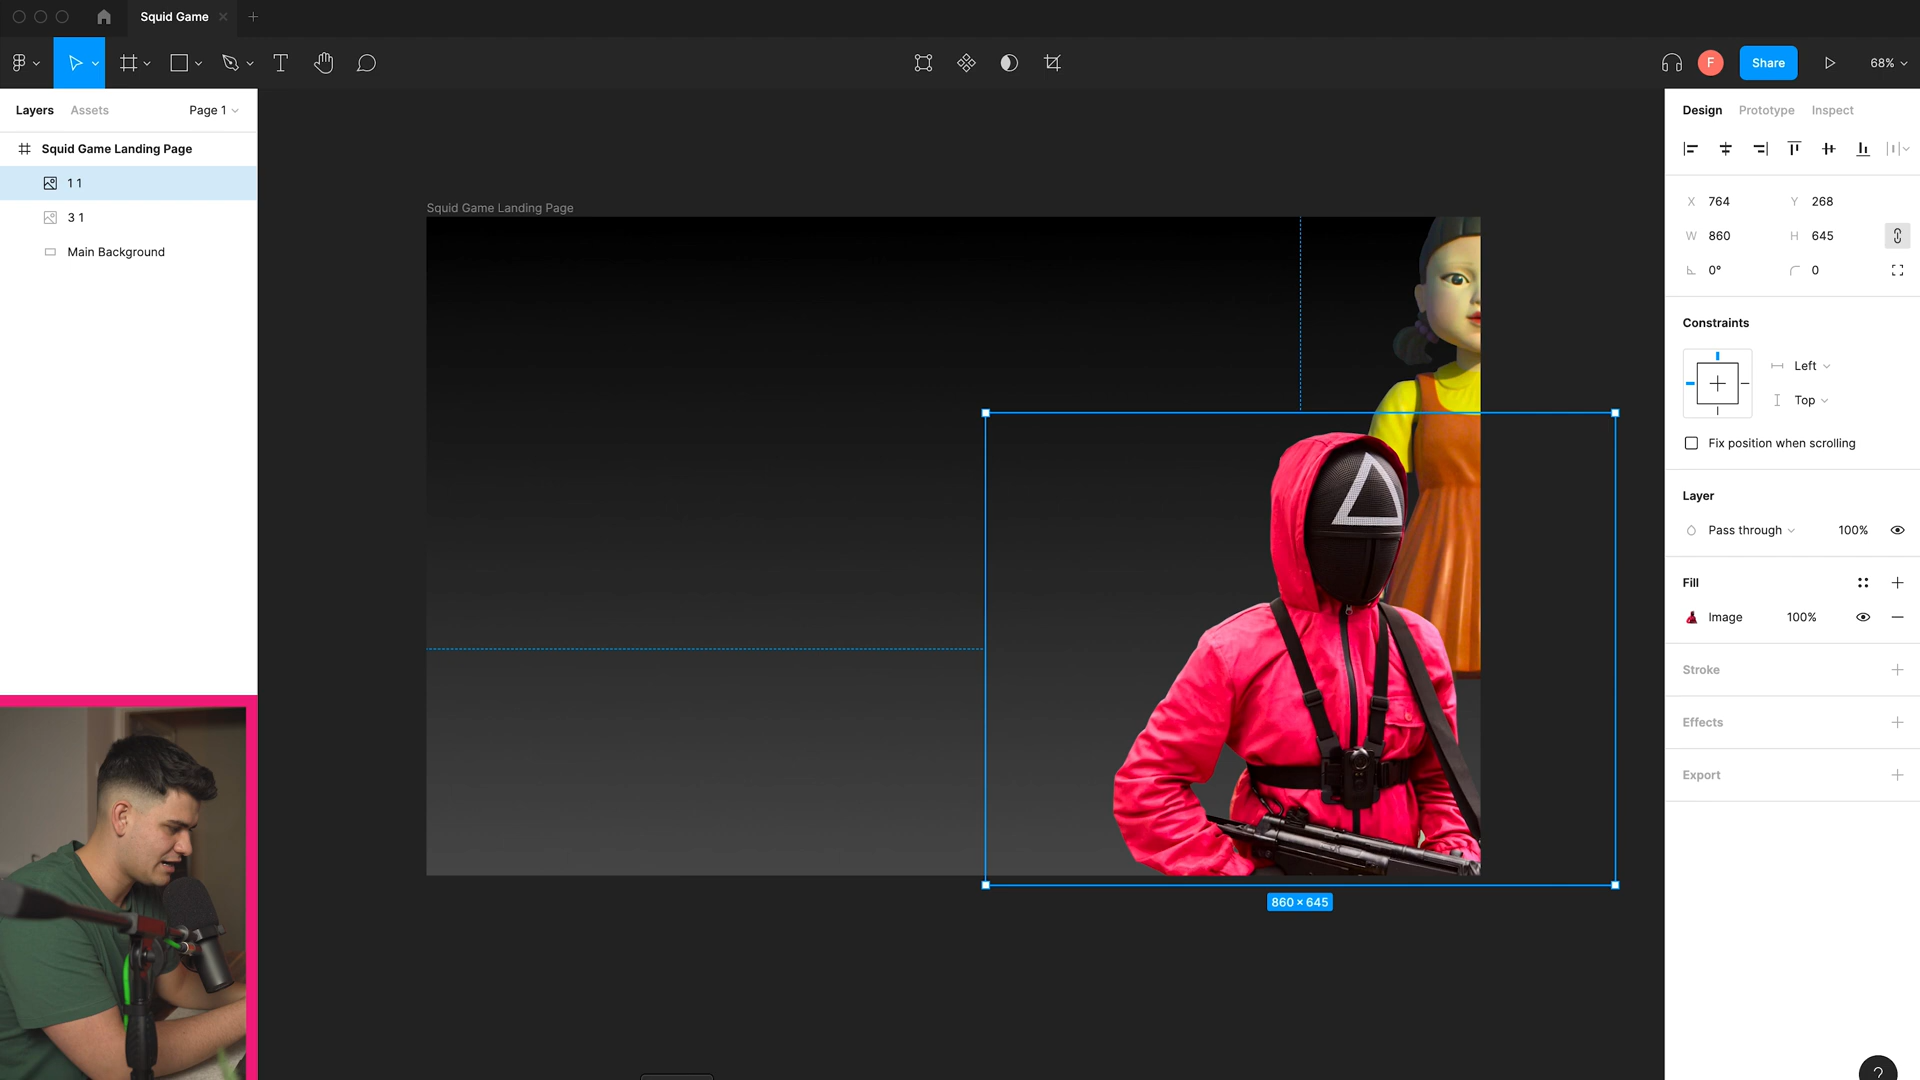 Squid Game
F
Share
68%
Layers
Assets
Page 1
Design
Prototype
Inspect
Squid Game Landing Page
1 1
3 1
Main Background
Squid Game Landing Page
860 × 645
X 764
Y 268
W 860
H 645
0°
0
Constraints
Left
Top
Fix position when scrolling
Layer
Pass through
100%
Fill
Image
100%
Stroke
Effects
Export
?